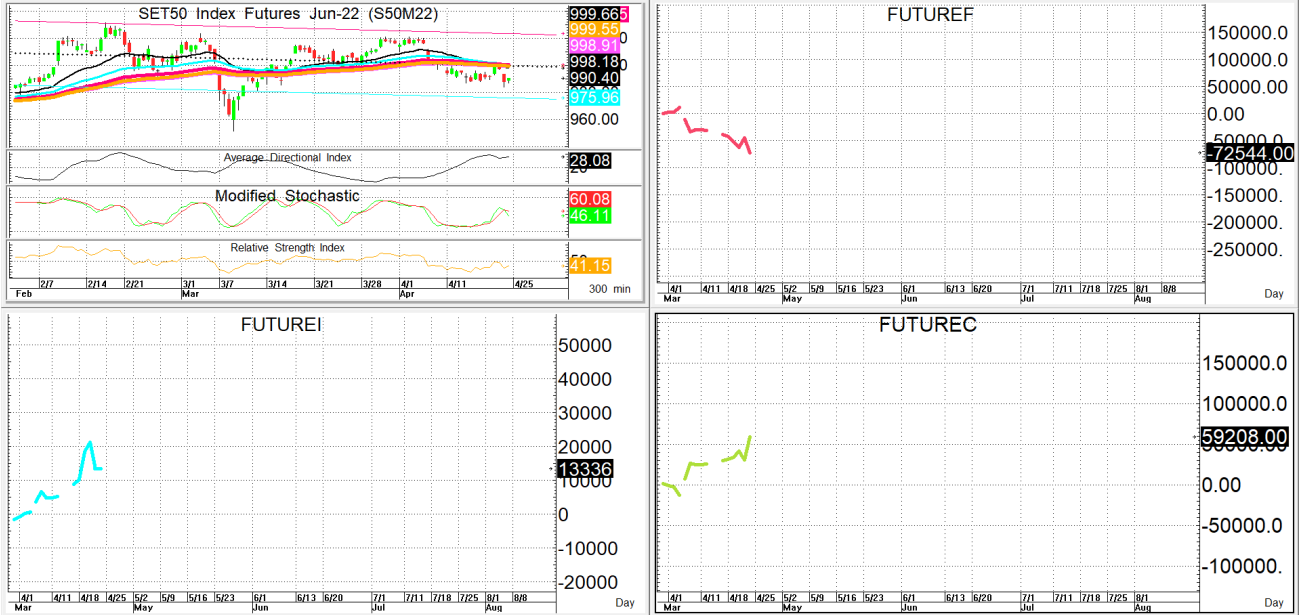 SET50 Index Futures Jun-22 (S50M22)
999.665
999.55
998.91
998.18
990.40
975.96
960.00
Average Directional Index
28.08
20
Modified Stochastic
60.08
46.11
Relative Strength Index
41.15
2/7 2/14 2/21 3/1 3/7 3/14 3/21 3/28 4/1 4/11 4/25
Feb Mar Apr
300 min
FUTUREF
150000.0
100000.0
50000.00
0.00
-50000.0
-72544.00
-100000.
-150000.
-200000.
-250000.
4/1 4/11 4/18 4/25 5/2 5/9 5/16 5/23 6/1 6/13 6/20 7/1 7/11 7/18 7/25 8/1 8/8
Mar May Jun Jul Aug
Day
FUTUREI
50000
40000
30000
20000
13336
10000
0
-10000
-20000
4/1 4/11 4/18 4/25 5/2 5/9 5/16 5/23 6/1 6/13 6/20 7/1 7/11 7/18 7/25 8/1 8/8
Mar May Jun Jul Aug
Day
FUTUREC
150000.0
100000.0
59208.00
0.00
-50000.0
-100000.
4/1 4/11 4/18 4/25 5/2 5/9 5/16 5/23 6/1 6/13 6/20 7/1 7/11 7/18 7/25 8/1 8/8
Mar May Jun Jul Aug
Day